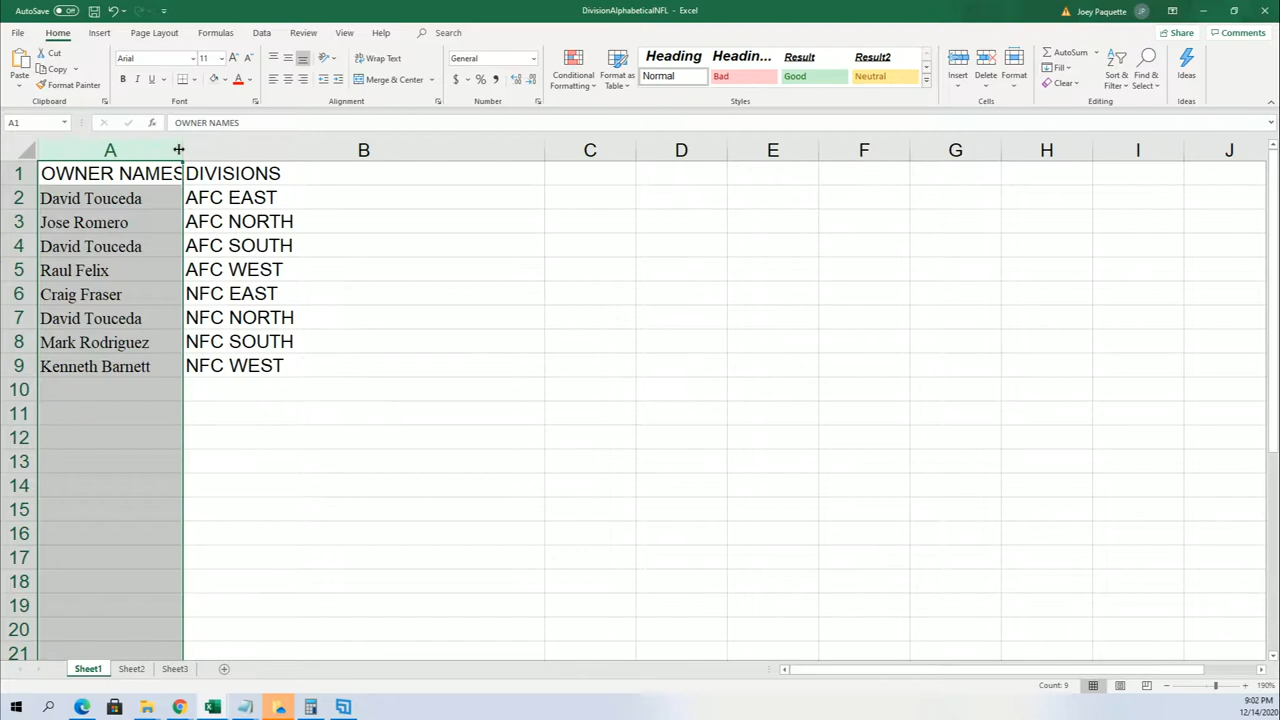 AutoSave Off DivisionAlphabeticalNFL - Excel Joey Paquette JP
File Home Insert Page Layout Formulas Data Review View Help Search Share Comments
Paste Cut Copy Format Painter Clipboard
Arial 11 B I U Font
Wrap Text Merge & Center Alignment
General $ % Number
Conditional Formatting Format as Table
Heading Headin... Result Result2
Normal Bad Good Neutral
Styles
Insert Delete Format Cells
AutoSum Fill Clear Sort & Filter Find & Select Editing
Ideas Ideas
A1 fx OWNER NAMES
A B C D E F G H I J
1 OWNER NAMES DIVISIONS
2 David Touceda AFC EAST
3 Jose Romero AFC NORTH
4 David Touceda AFC SOUTH
5 Raul Felix AFC WEST
6 Craig Fraser NFC EAST
7 David Touceda NFC NORTH
8 Mark Rodriguez NFC SOUTH
9 Kenneth Barnett NFC WEST
10
11
12
13
14
15
16
17
18
19
20
21
Sheet1 Sheet2 Sheet3
Count: 9 190%
9:02 PM
12/14/2020